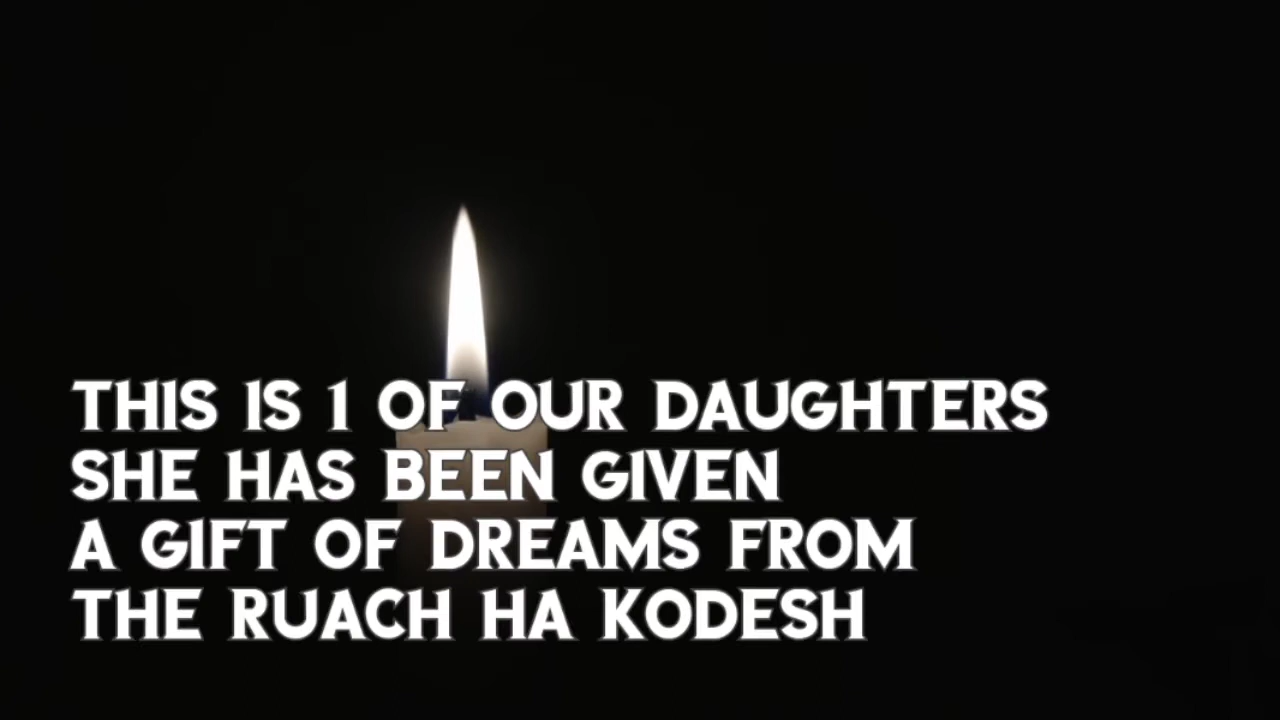 THIS IS 1 OF OUR DAUGHTERS
SHE HAS BEEN GIVEN
A GIFT OF DREAMS FROM
THE RUACH HA KODESH